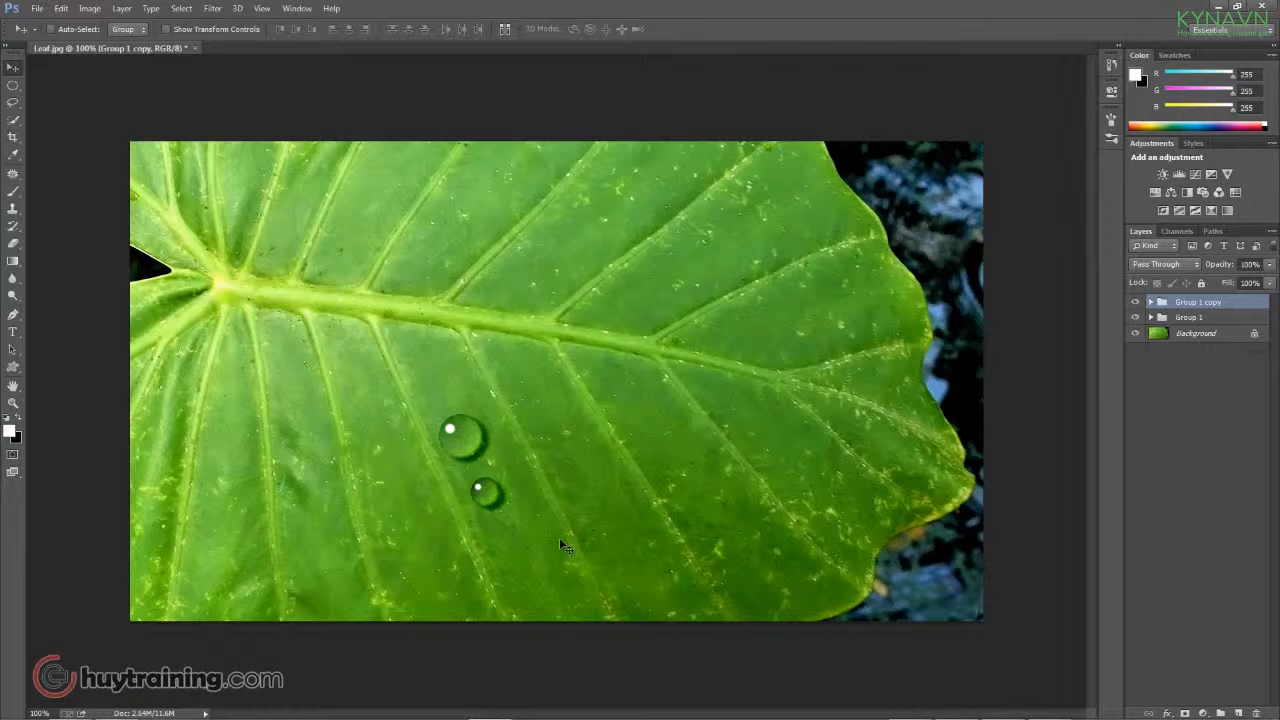 Ps File Edit Image Layer Type Select Filter 3D View Window Help
KYNAVN
Auto-Select: Group Show Transform Controls 3D Mode: Essentials
Leaf.jpg @ 100% (Group 1 copy, RGB/8) *
Color Swatches
R 255
G 255
B 255
Adjustments Styles
Add an adjustment
Layers Channels Paths
Kind
Pass Through Opacity: 100%
Lock: Fill: 100%
Group 1 copy
Group 1
Background
huytraining.com
100% Doc: 2.64M/11.6M